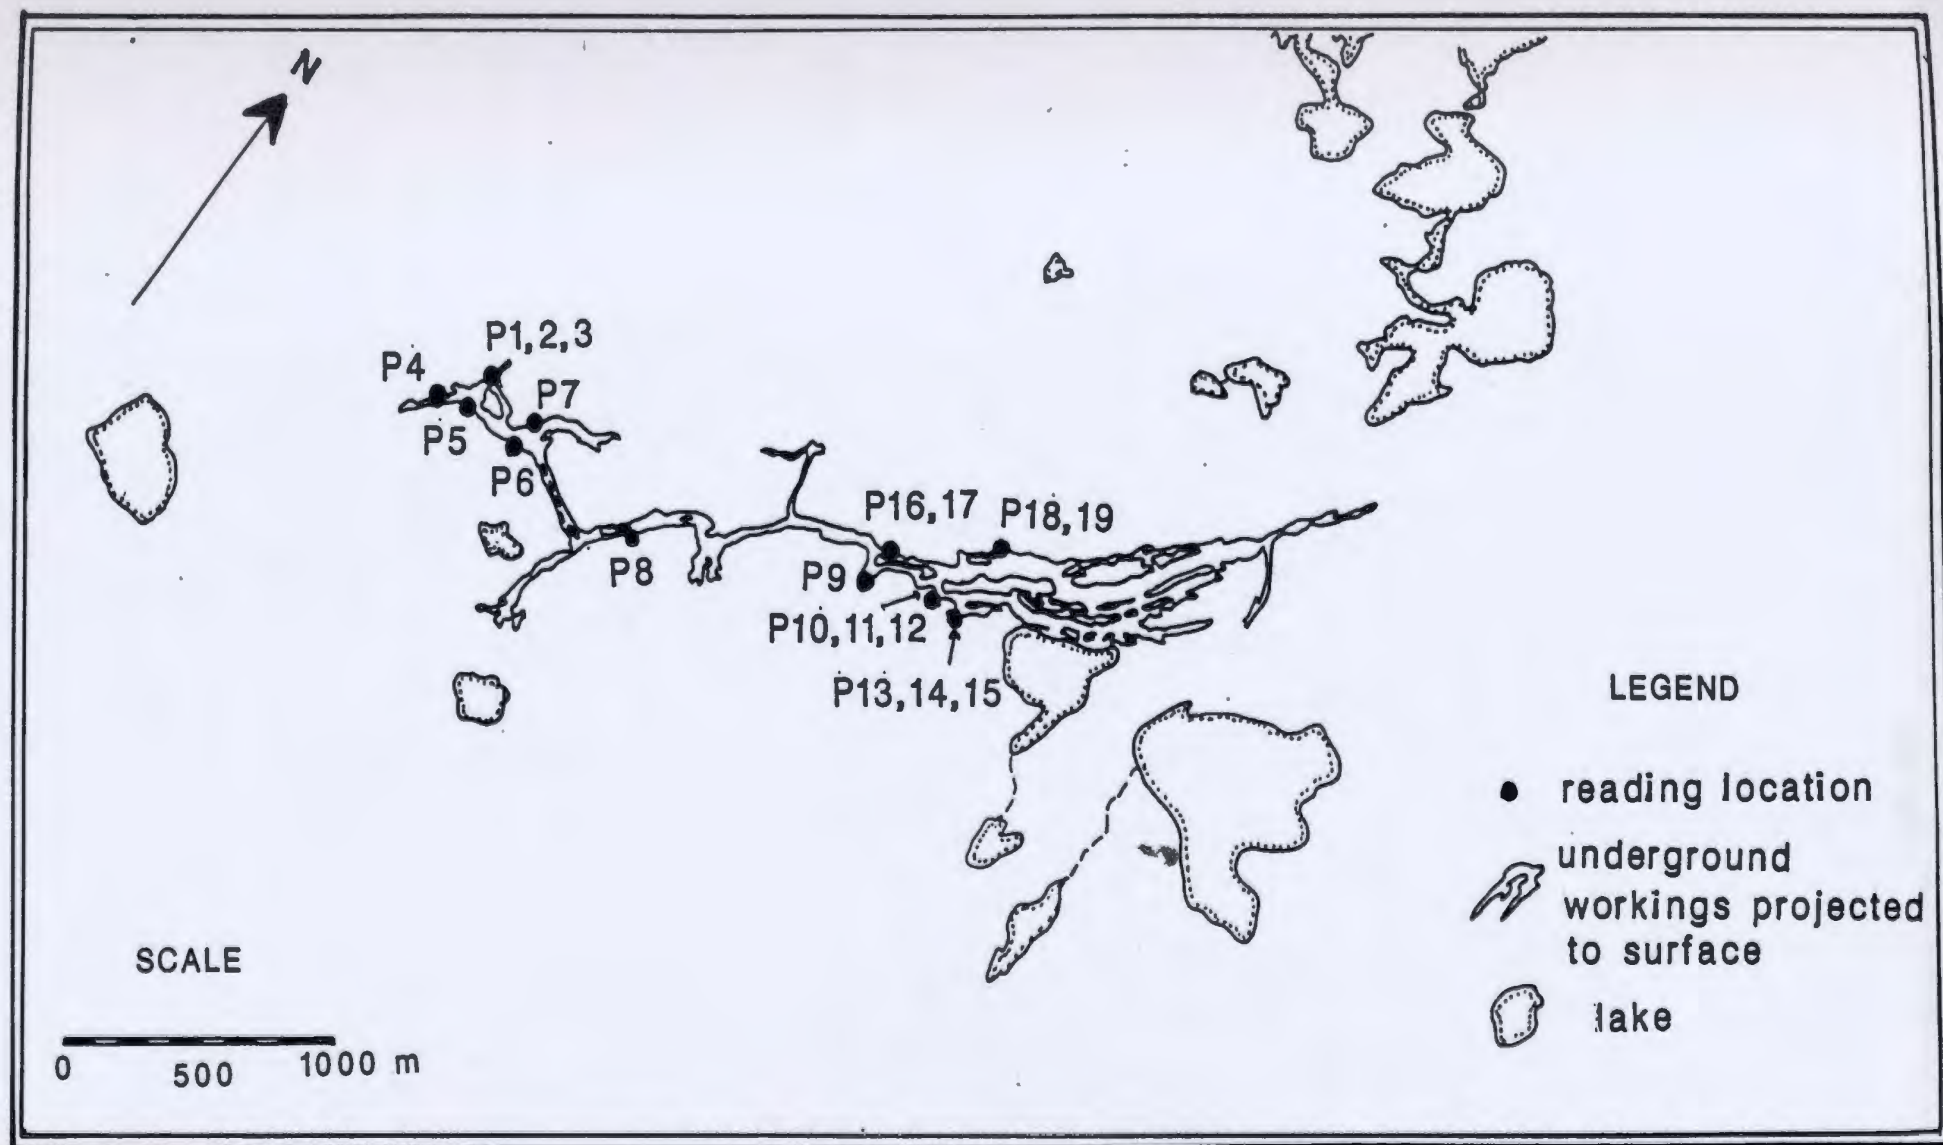 N
P1,2,3
P4
P7
P5
P6
P16,17
P18,19
P8
P9
P10,11,12
P13,14,15
LEGEND
reading location
underground
workings projected
to surface
lake
SCALE
0 500 1000 m